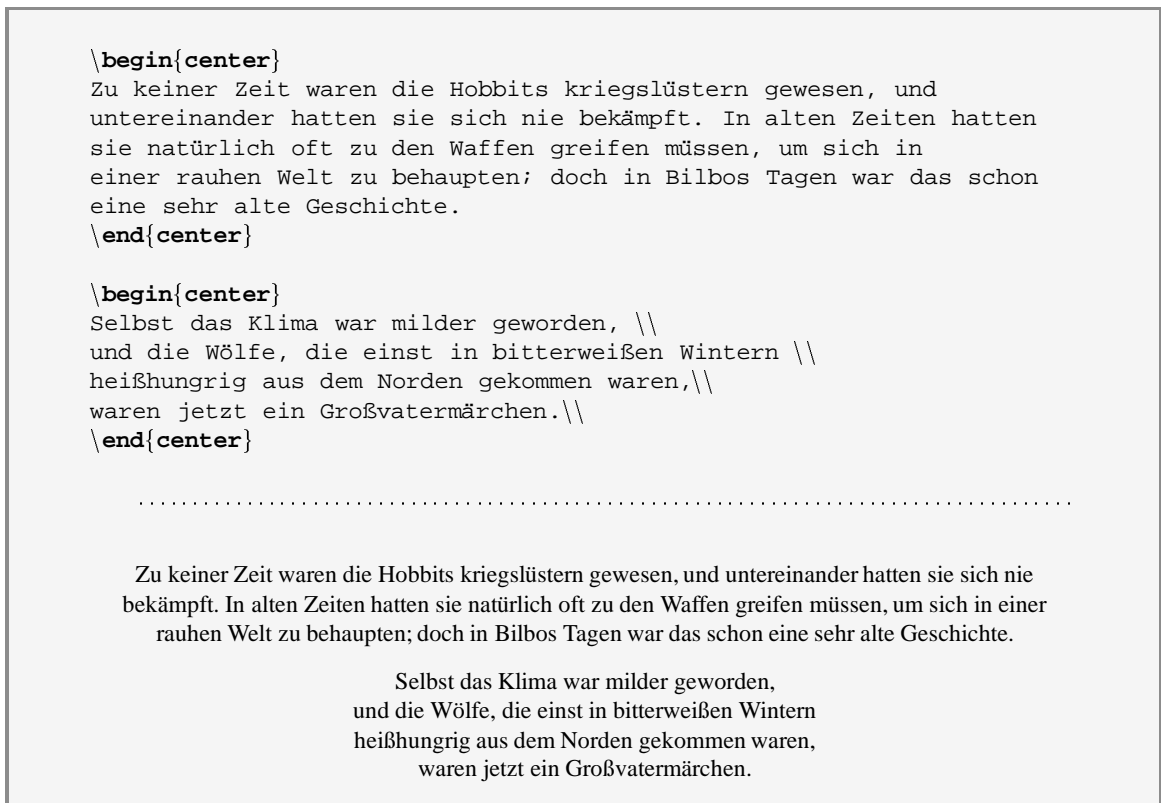 \begin{center}
Zu keiner Zeit waren die Hobbits kriegslüstern gewesen, und
untereinander hatten sie sich nie bekämpft. In alten Zeiten hatten
sie natürlich oft zu den Waffen greifen müssen, um sich in
einer rauhen Welt zu behaupten; doch in Bilbos Tagen war das schon
eine sehr alte Geschichte.
\end{center}
\begin{center}
Selbst das Klima war milder geworden, \\
und die Wölfe, die einst in bitterweißen Wintern \\
heißhungrig aus dem Norden gekommen waren,\\
waren jetzt ein Großvatermärchen.\\
\end{center}
Zu keiner Zeit waren die Hobbits kriegslüstern gewesen, und untereinander hatten sie sich nie
bekämpft. In alten Zeiten hatten sie natürlich oft zu den Waffen greifen müssen, um sich in einer
rauhen Welt zu behaupten; doch in Bilbos Tagen war das schon eine sehr alte Geschichte.
Selbst das Klima war milder geworden,
und die Wölfe, die einst in bitterweißen Wintern
heißhungrig aus dem Norden gekommen waren,
waren jetzt ein Großvatermärchen.